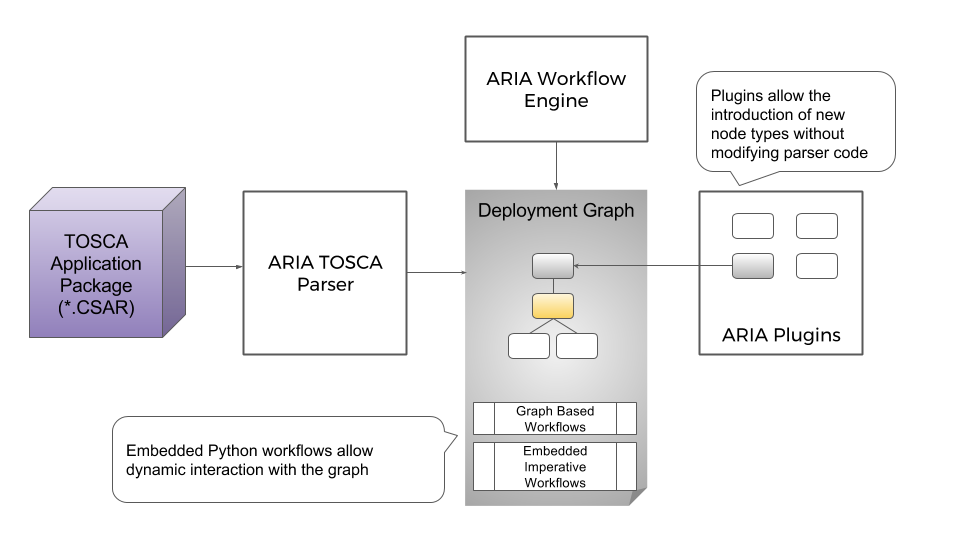 ARIA Workflow
Engine
Plugins allow the
introduction of new
node types without
modifying parser code
TOSCA
Application
Package
(*.CSAR)
ARIA TOSCA
Parser
Deployment Graph
ARIA Plugins
Graph Based
Workflows
Embedded
Imperative
Workflows
Embedded Python workflows allow
dynamic interaction with the graph